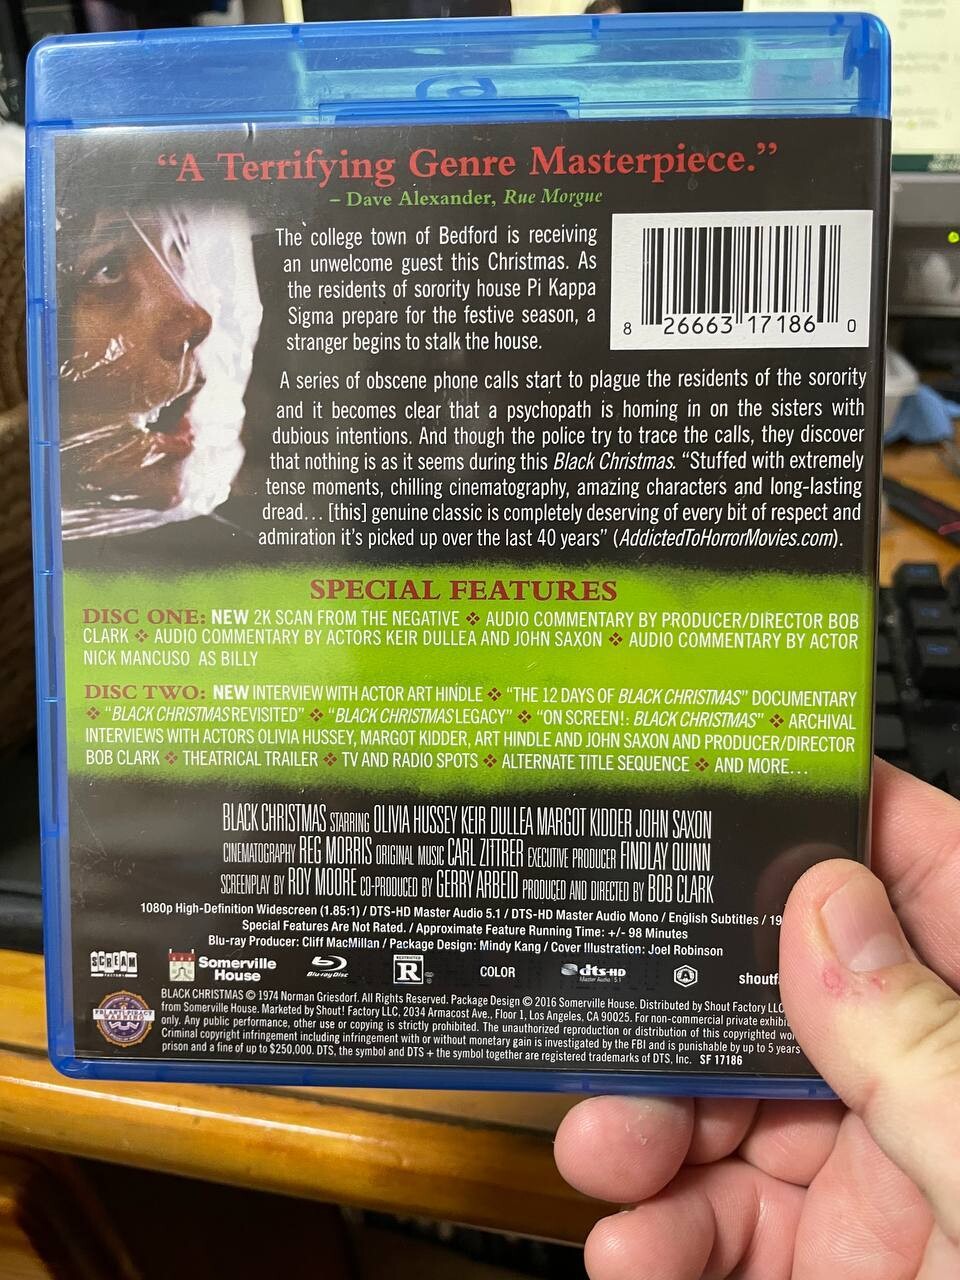 “A Terrifying Genre Masterpiece.”
– Dave Alexander, Rue Morgue
The college town of Bedford is receiving
an unwelcome guest this Christmas. As
the residents of sorority house Pi Kappa
Sigma prepare for the festive season, a
stranger begins to stalk the house.
8 26663 17186 0
A series of obscene phone calls start to plague the residents of the sorority
and it becomes clear that a psychopath is homing in on the sisters with
dubious intentions. And though the police try to trace the calls, they discover
that nothing is as it seems during this Black Christmas. “Stuffed with extremely
tense moments, chilling cinematography, amazing characters and long-lasting
dread… [this] genuine classic is completely deserving of every bit of respect and
admiration it’s picked up over the last 40 years” (AddictedToHorrorMovies.com).
SPECIAL FEATURES
DISC ONE: NEW 2K SCAN FROM THE NEGATIVE ❖ AUDIO COMMENTARY BY PRODUCER/DIRECTOR BOB
CLARK ❖ AUDIO COMMENTARY BY ACTORS KEIR DULLEA AND JOHN SAXON ❖ AUDIO COMMENTARY BY ACTOR
NICK MANCUSO AS BILLY
DISC TWO: NEW INTERVIEW WITH ACTOR ART HINDLE ❖ “THE 12 DAYS OF BLACK CHRISTMAS” DOCUMENTARY
❖ “BLACK CHRISTMAS REVISITED” ❖ “BLACK CHRISTMAS LEGACY” ❖ “ON SCREEN!: BLACK CHRISTMAS” ❖ ARCHIVAL
INTERVIEWS WITH ACTORS OLIVIA HUSSEY, MARGOT KIDDER, ART HINDLE AND JOHN SAXON AND PRODUCER/DIRECTOR
BOB CLARK ❖ THEATRICAL TRAILER ❖ TV AND RADIO SPOTS ❖ ALTERNATE TITLE SEQUENCE ❖ AND MORE…
BLACK CHRISTMAS STARRING OLIVIA HUSSEY KEIR DULLEA MARGOT KIDDER JOHN SAXON
CINEMATOGRAPHY REG MORRIS ORIGINAL MUSIC CARL ZITTRER EXECUTIVE PRODUCER FINDLAY QUINN
SCREENPLAY BY ROY MOORE CO-PRODUCED BY GERRY ARBEID PRODUCED AND DIRECTED BY BOB CLARK
1080p High-Definition Widescreen (1.85:1) / DTS-HD Master Audio 5.1 / DTS-HD Master Audio Mono / English Subtitles / 19
Special Features Are Not Rated. / Approximate Feature Running Time: +/- 98 Minutes
Blu-ray Producer: Cliff MacMillan / Package Design: Mindy Kang / Cover Illustration: Joel Robinson
SCREAM FACTORY Somerville House Blu-ray Disc RESTRICTED R COLOR dts-HD Master Audio 5.1 A shoutf
BLACK CHRISTMAS © 1974 Norman Griesdorf. All Rights Reserved. Package Design © 2016 Somerville House. Distributed by Shout Factory LLC
from Somerville House. Marketed by Shout! Factory LLC, 2034 Armacost Ave., Floor 1, Los Angeles, CA 90025. For non-commercial private exhibi
only. Any public performance, other use or copying is strictly prohibited. The unauthorized reproduction or distribution of this copyrighted wor
Criminal copyright infringement including infringement with or without monetary gain is investigated by the FBI and is punishable by up to 5 years
prison and a fine of up to $250,000. DTS, the symbol and DTS + the symbol together are registered trademarks of DTS, Inc. SF 17186
FBI ANTI-PIRACY WARNING